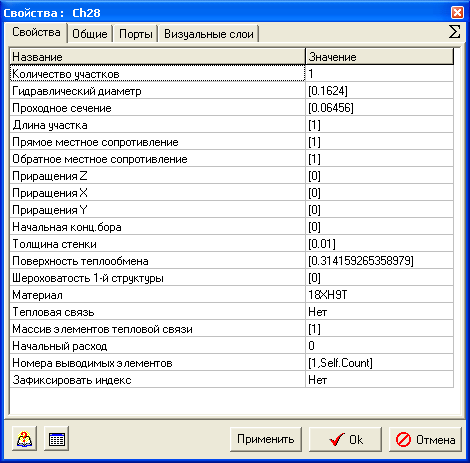 Свойства : Ch28
Свойства Общие Порты Визуальные слои Σ
Название Значение
Количество участков 1
Гидравлический диаметр [0.1624]
Проходное сечение [0.06456]
Длина участка [1]
Прямое местное сопротивление [1]
Обратное местное сопротивление [1]
Приращения Z [0]
Приращения X [0]
Приращения Y [0]
Начальная конц.бора [0]
Толщина стенки [0.01]
Поверхность теплообмена [0.314159265358979]
Шероховатость 1-й структуры [0]
Материал 18ХН9Т
Тепловая связь Нет
Массив элементов тепловой связи [1]
Начальный расход 0
Номера выводимых элементов [1,Self.Count]
Зафиксировать индекс Нет
Применить Ok Отмена